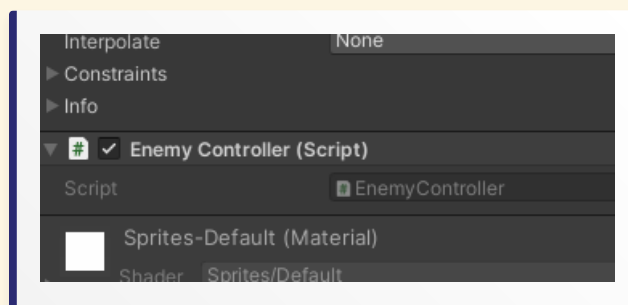 Interpolate None
Constraints
Info
# Enemy Controller (Script)
Script # EnemyController
Sprites-Default (Material)
Shader Sprites/Default